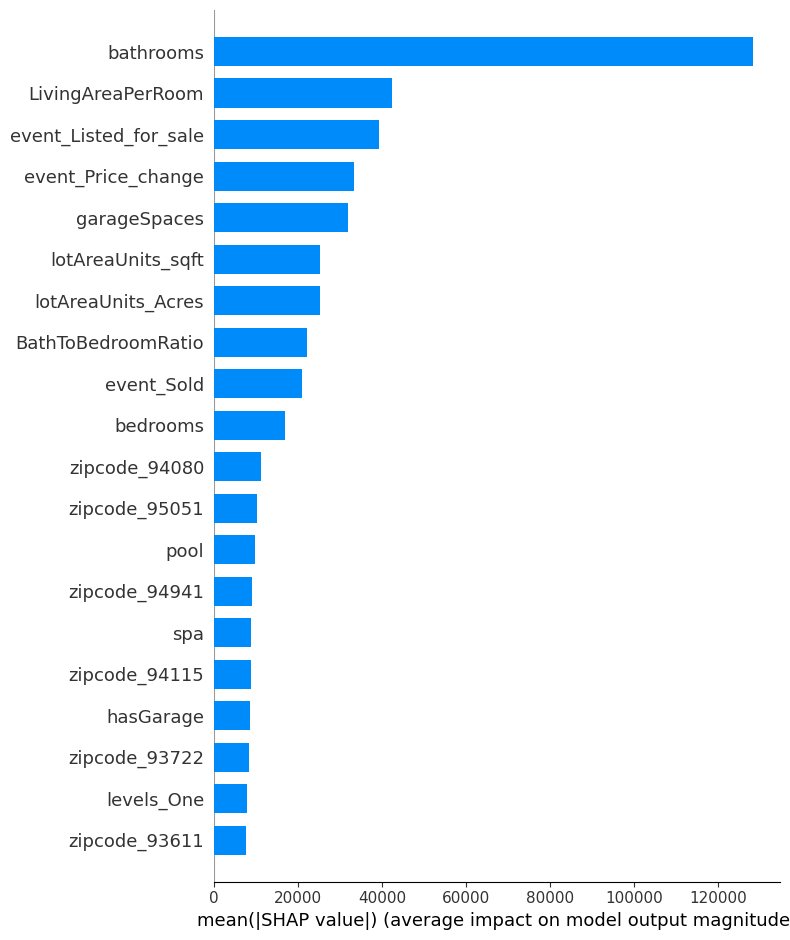 bathrooms
LivingAreaPerRoom
event_Listed_for_sale
event_Price_change
garageSpaces
lotAreaUnits_sqft
lotAreaUnits_Acres
BathToBedroomRatio
event_Sold
bedrooms
zipcode_94080
zipcode_95051
pool
zipcode_94941
spa
zipcode_94115
hasGarage
zipcode_93722
levels_One
zipcode_93611
0 20000 40000 60000 80000 100000 120000
mean(|SHAP value|) (average impact on model output magnitude